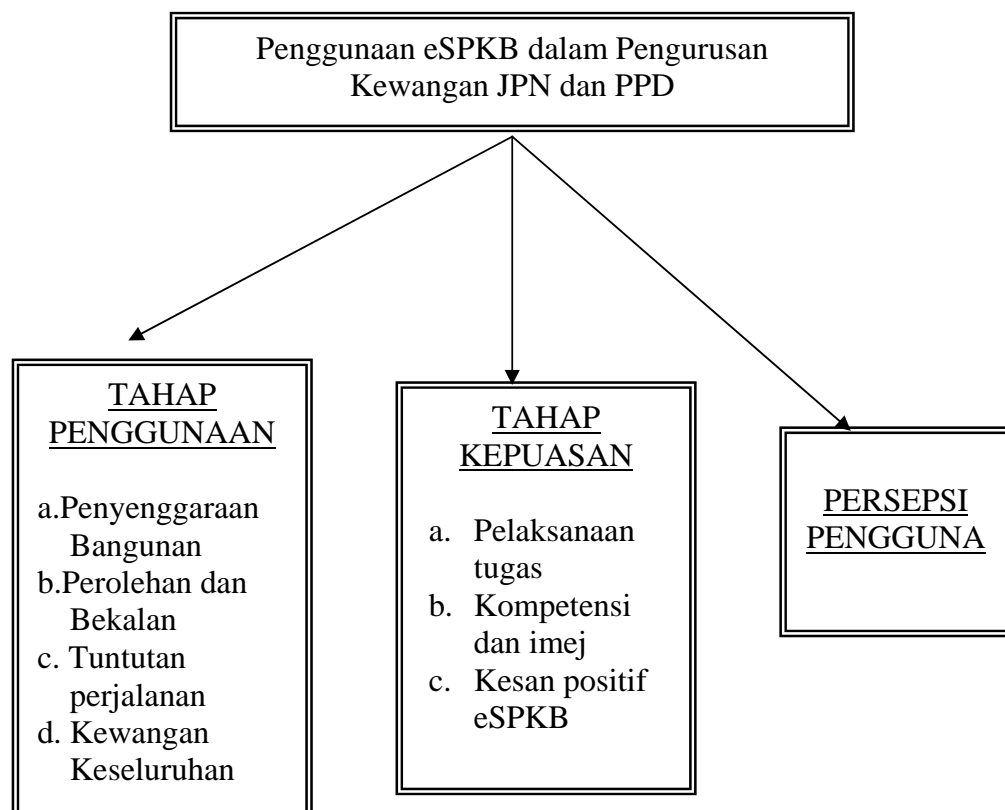 Penggunaan eSPKB dalam Pengurusan
Kewangan JPN dan PPD
TAHAP
PENGGUNAAN
a.Penyenggaraan
Bangunan
b.Perolehan dan
Bekalan
c. Tuntutan
perjalanan
d. Kewangan
Keseluruhan
TAHAP
KEPUASAN
a. Pelaksanaan
tugas
b. Kompetensi
dan imej
c. Kesan positif
eSPKB
PERSEPSI
PENGGUNA